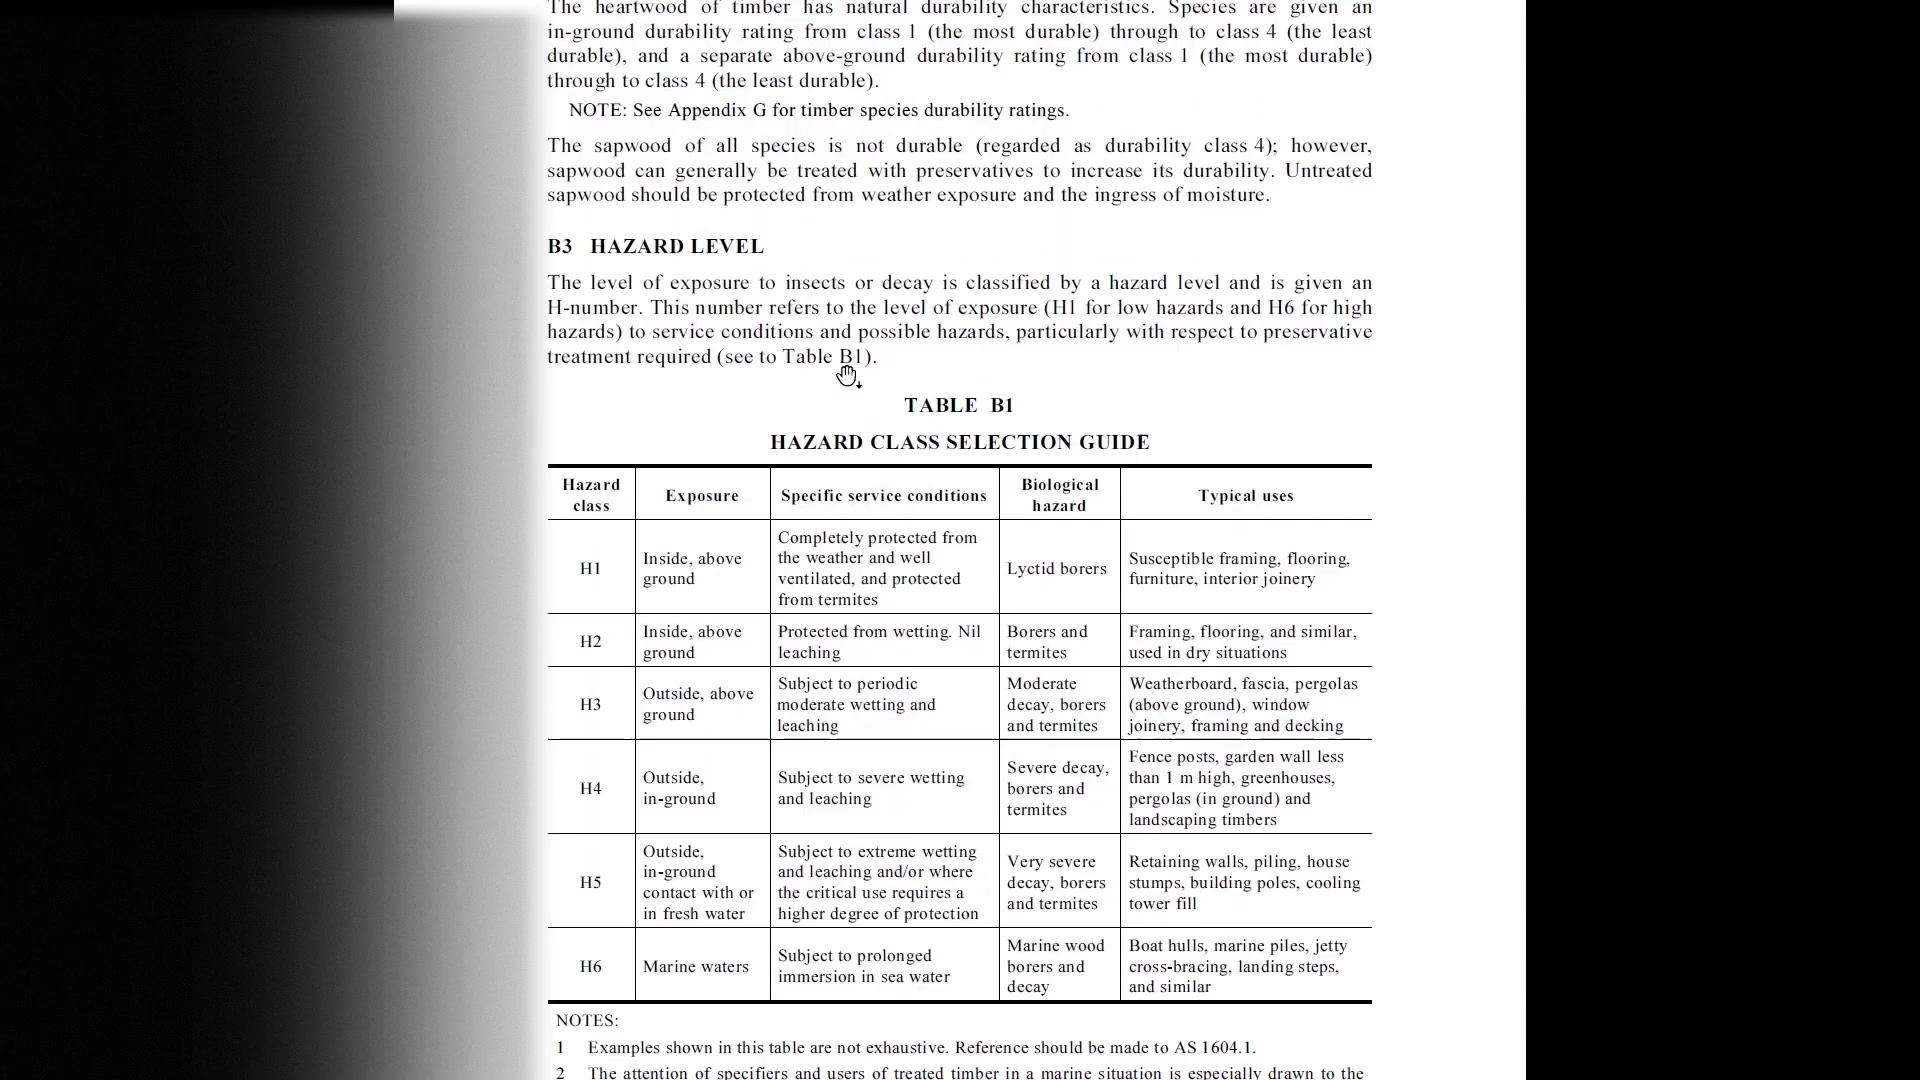 The heartwood of timber has natural durability characteristics. Species are given an
in-ground durability rating from class 1 (the most durable) through to class 4 (the least
durable), and a separate above-ground durability rating from class 1 (the most durable)
through to class 4 (the least durable).
NOTE: See Appendix G for timber species durability ratings.
The sapwood of all species is not durable (regarded as durability class 4); however,
sapwood can generally be treated with preservatives to increase its durability. Untreated
sapwood should be protected from weather exposure and the ingress of moisture.
B3 HAZARD LEVEL
The level of exposure to insects or decay is classified by a hazard level and is given an
H-number. This number refers to the level of exposure (H1 for low hazards and H6 for high
hazards) to service conditions and possible hazards, particularly with respect to preservative
treatment required (see to Table B1).
TABLE B1
HAZARD CLASS SELECTION GUIDE
Hazard
class
Exposure
Specific service conditions
Biological
hazard
Typical uses
H1
Inside, above
ground
Completely protected from
the weather and well
ventilated, and protected
from termites
Lyctid borers
Susceptible framing, flooring,
furniture, interior joinery
H2
Inside, above
ground
Protected from wetting. Nil
leaching
Borers and
termites
Framing, flooring, and similar,
used in dry situations
H3
Outside, above
ground
Subject to periodic
moderate wetting and
leaching
Moderate
decay, borers
and termites
Weatherboard, fascia, pergolas
(above ground), window
joinery, framing and decking
H4
Outside,
in-ground
Subject to severe wetting
and leaching
Severe decay,
borers and
termites
Fence posts, garden wall less
than 1 m high, greenhouses,
pergolas (in ground) and
landscaping timbers
H5
Outside,
in-ground
contact with or
in fresh water
Subject to extreme wetting
and leaching and/or where
the critical use requires a
higher degree of protection
Very severe
decay, borers
and termites
Retaining walls, piling, house
stumps, building poles, cooling
tower fill
H6
Marine waters
Subject to prolonged
immersion in sea water
Marine wood
borers and
decay
Boat hulls, marine piles, jetty
cross-bracing, landing steps,
and similar
NOTES:
1 Examples shown in this table are not exhaustive. Reference should be made to AS 1604.1.
2 The attention of specifiers and users of treated timber in a marine situation is especially drawn to the